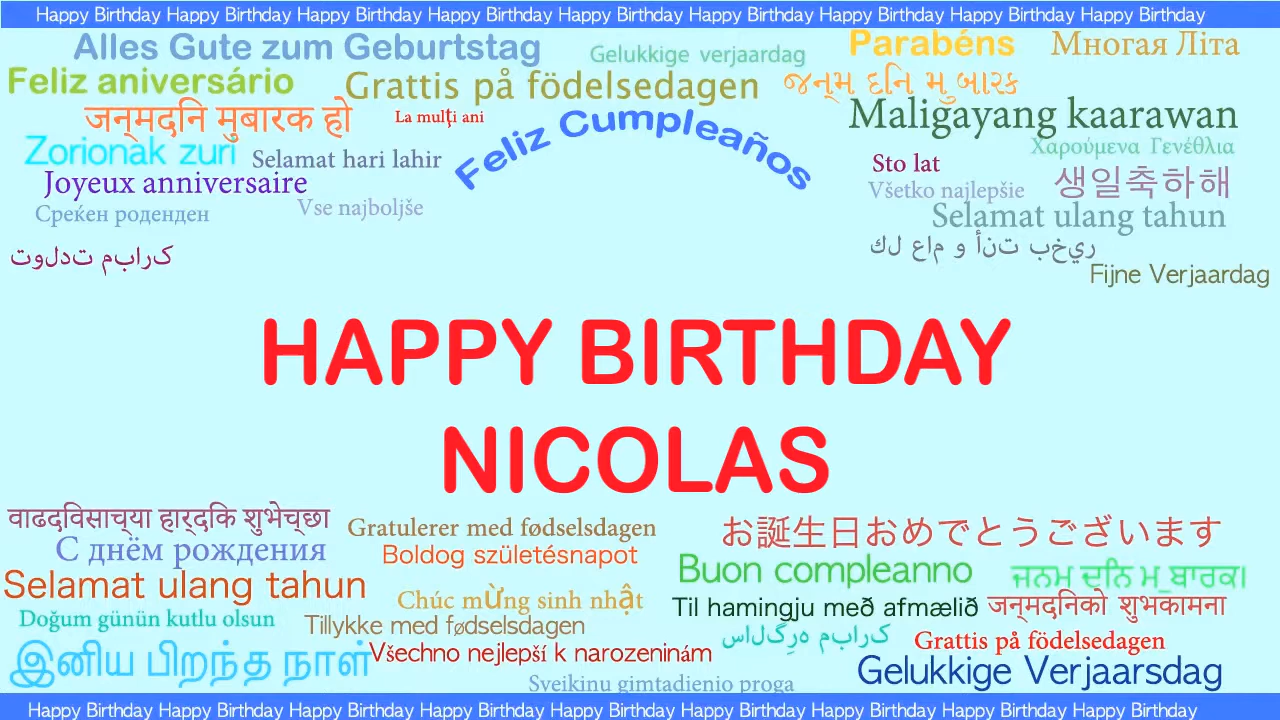 Happy Birthday Happy Birthday Happy Birthday Happy Birthday Happy Birthday Happy Birthday Happy Birthday Happy Birthday Happy Birthday
Alles Gute zum Geburtstag
Gelukkige verjaardag
Parabéns
Многая Літа
Feliz aniversário
Grattis på födelsedagen
જન્મ દિન મુબારક
जन्मदिन मुबारक हो
La mulţi ani
Feliz Cumpleaños
Maligayang kaarawan
Zorionak zuri
Selamat hari lahir
Χαρούμενα Γενέθλια
Sto lat
Joyeux anniversaire
Všetko najlepšie
생일축하해
Среќен роденден
Vse najboljše
Selamat ulang tahun
تولدت مبارک
كل عام و أنت بخير
Fijne Verjaardag
HAPPY BIRTHDAY
NICOLAS
वाढदिवसाच्या हार्दिक शुभेच्छा
Gratulerer med fødselsdagen
お誕生日おめでとうございます
С днём рождения
Boldog születésnapot
Buon compleanno
ਜਨਮ ਦਿਨ ਮੁਬਾਰਕ।
Selamat ulang tahun
Chúc mừng sinh nhật
Til hamingju með afmælið
जन्मदिनको शुभकामना
Doğum günün kutlu olsun
Tillykke med fødselsdagen
سالگرہ مبارک
Grattis på födelsedagen
இனிய பிறந்த நாள்
Všechno nejlepší k narozeninám
Gelukkige Verjaarsdag
Sveikinu gimtadienio proga
Happy Birthday Happy Birthday Happy Birthday Happy Birthday Happy Birthday Happy Birthday Happy Birthday Happy Birthday Happy Birthday